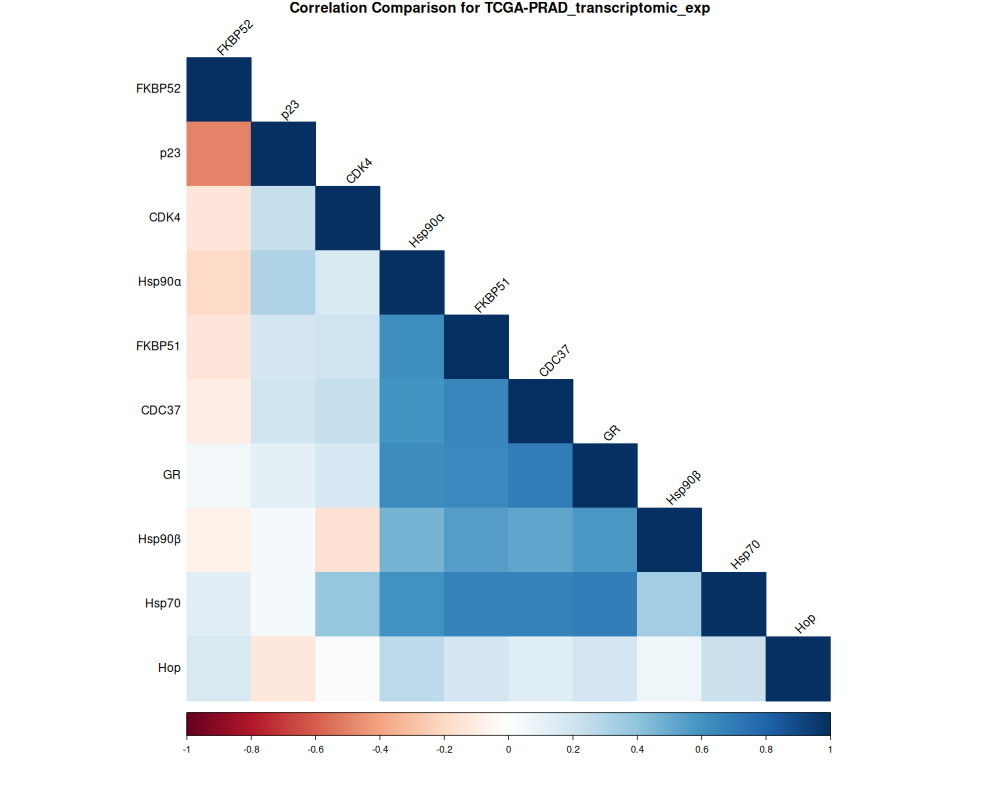 Correlation Comparison for TCGA-PRAD_transcriptomic_exp
FKBP52
FKBP52
p23
p23
CDK4
CDK4
Hsp90α
Hsp90α
FKBP51
FKBP51
CDC37
CDC37
GR
GR
Hsp90β
Hsp90β
Hsp70
Hsp70
Hop
Hop
-1 -0.8 -0.6 -0.4 -0.2 0 0.2 0.4 0.6 0.8 1